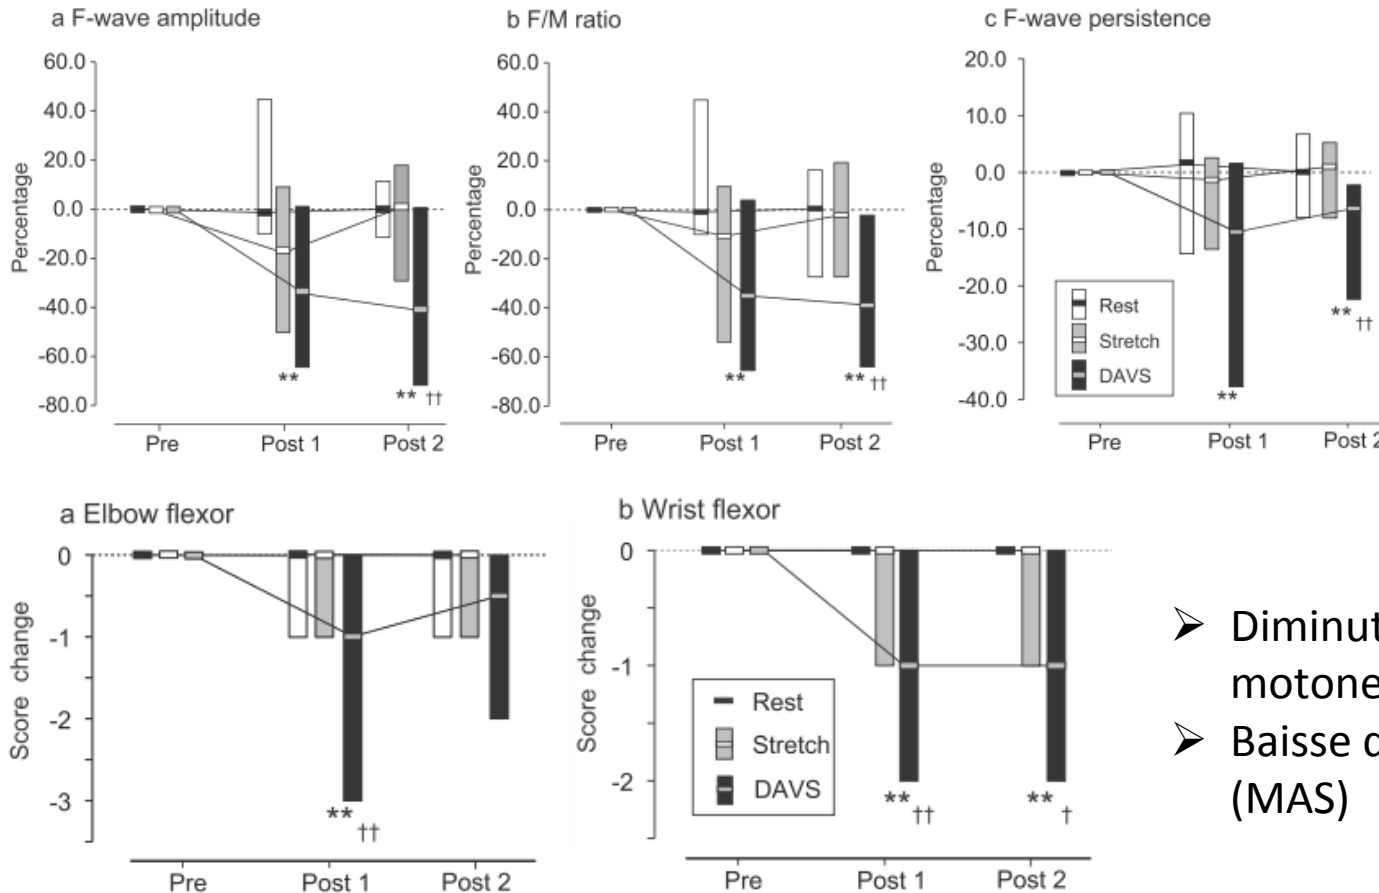 a F-wave amplitude
60.0
40.0
20.0
0.0
-20.0
-40.0
-60.0
-80.0
Percentage
**
** ††
Pre Post 1 Post 2
b F/M ratio
60.0
40.0
20.0
0.0
-20.0
-40.0
-60.0
-80.0
Percentage
**
** ††
Pre Post 1 Post 2
c F-wave persistence
20.0
10.0
0.0
-10.0
-20.0
-30.0
-40.0
Percentage
Rest
Stretch
DAVS
**
** ††
Pre Post 1 Post 2
a Elbow flexor
0
-1
-2
-3
Score change
** ††
Pre Post 1 Post 2
b Wrist flexor
0
-1
-2
Score change
Rest
Stretch
DAVS
** ††
** †
Pre Post 1 Post 2
➢ Diminut
motone
➢ Baisse
(MAS)